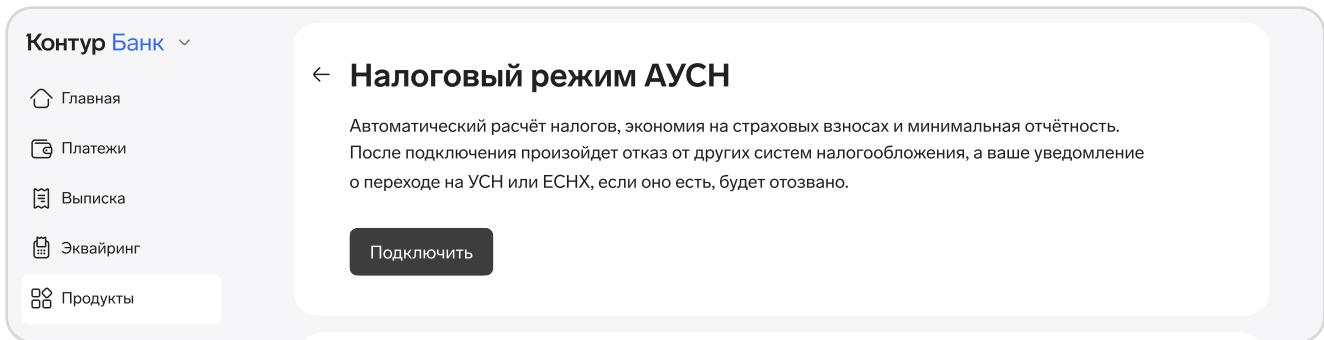 Контур Банк
Главная
Платежи
Выписка
Эквайринг
Продукты
Налоговый режим АУСН
Автоматический расчёт налогов, экономия на страховых взносах и минимальная отчётность.
После подключения произойдет отказ от других систем налогообложения, а ваше уведомление
о переходе на УСН или ЕСНХ, если оно есть, будет отозвано.
Подключить